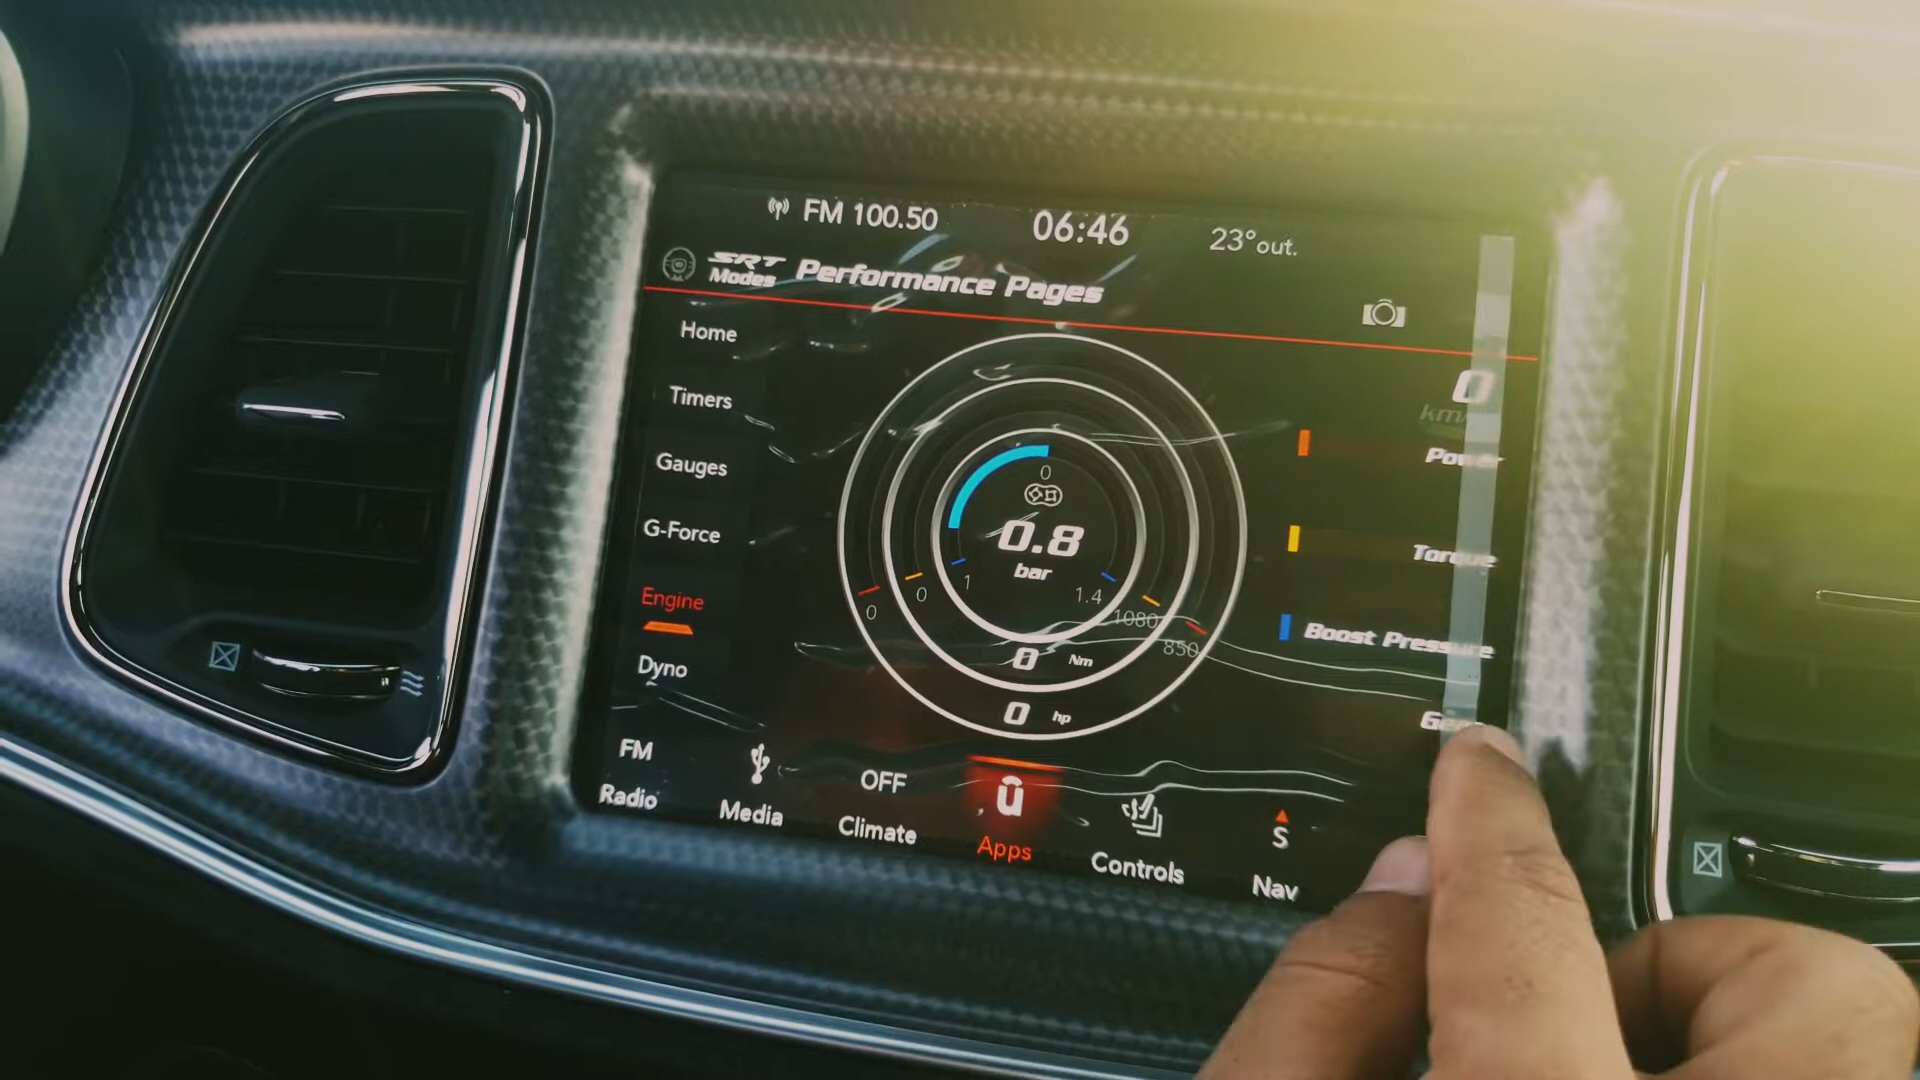 FM 100.50 06:46 23°out.
SRT Modes Performance Pages
Home
Timers
Gauges
G-Force
Engine
Dyno
0
0.8
bar
0
0
1
1.4
1080
850
0 Nm
0 hp
0
km/
Power
Torque
Boost Pressure
FM Radio
Media
OFF Climate
Apps
Controls
S Nav